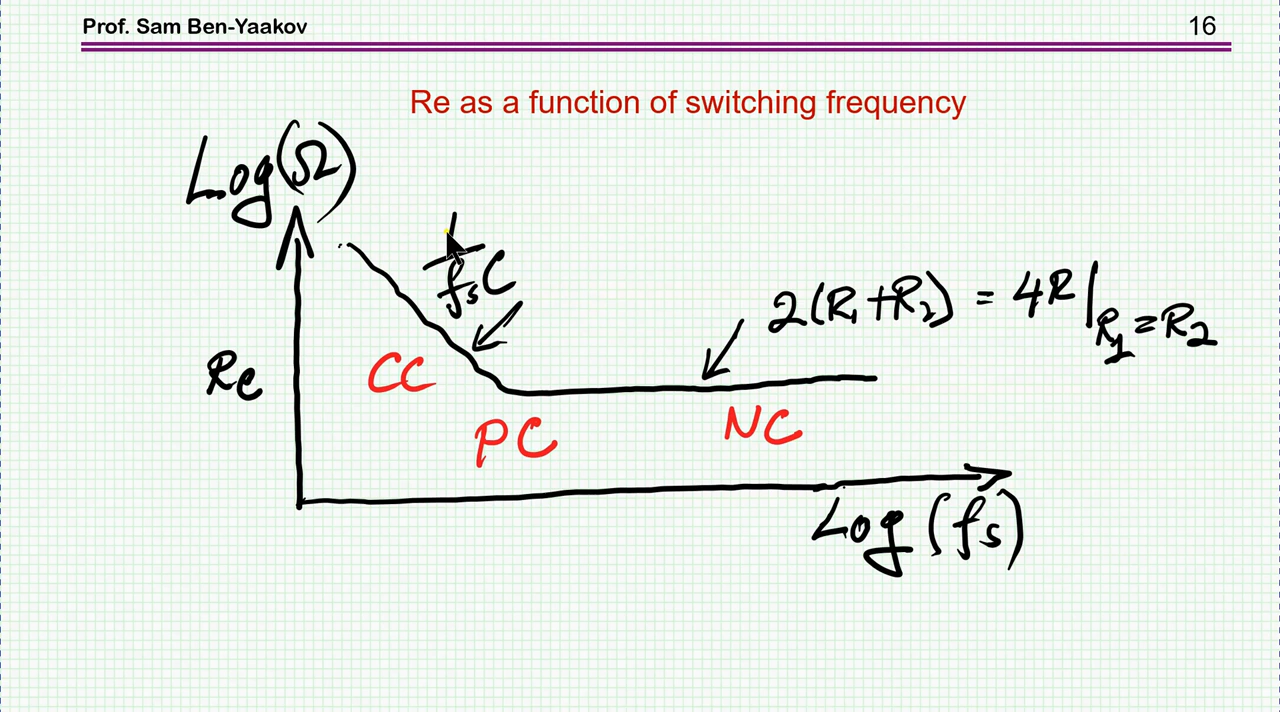 Prof. Sam Ben-Yaakov
16
Re as a function of switching frequency
Log(Ω)
1
fsC
2(R1+R2) = 4R|R1=R2
Re
CC
PC
NC
Log(fs)